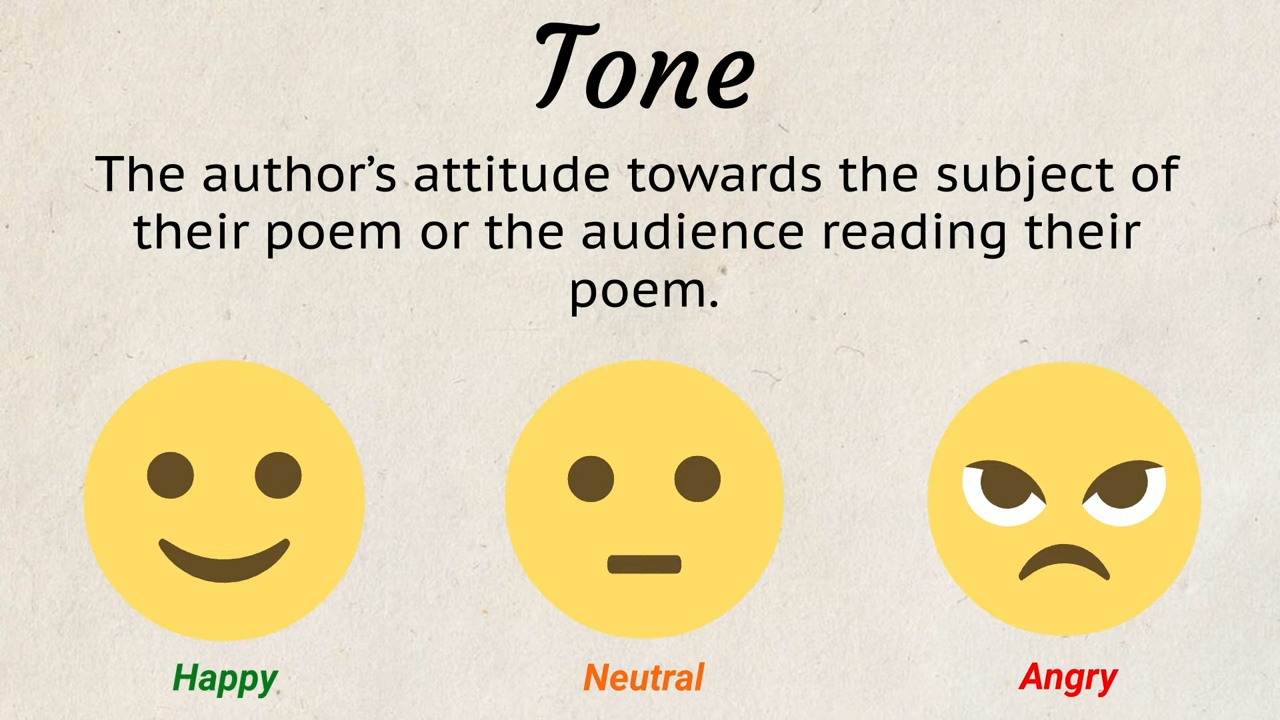 Tone
The author’s attitude towards the subject of
their poem or the audience reading their
poem.
Happy
Neutral
Angry